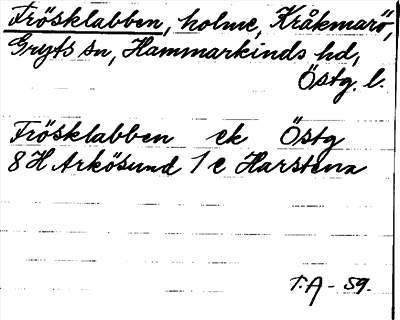 Frösklabben, holme, Kråkmarö,
Gryts sn, Hammarkinds hd,
Östg. l.
Frösklabben ek Östg
8 H Arkösund 1 c Harstena
T.A - 59.